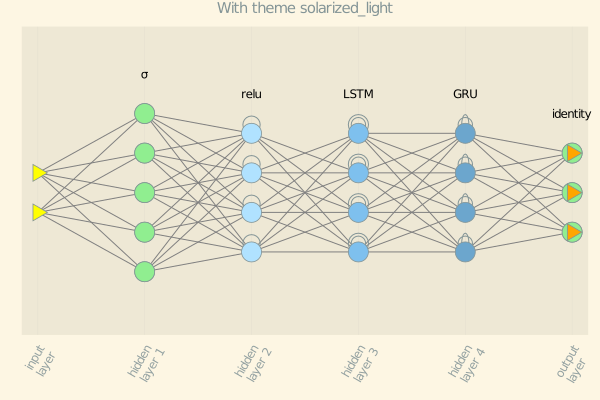 With theme solarized_light
σ
relu
LSTM
GRU
identity
input
layer
hidden
layer 1
hidden
layer 2
hidden
layer 3
hidden
layer 4
output
layer